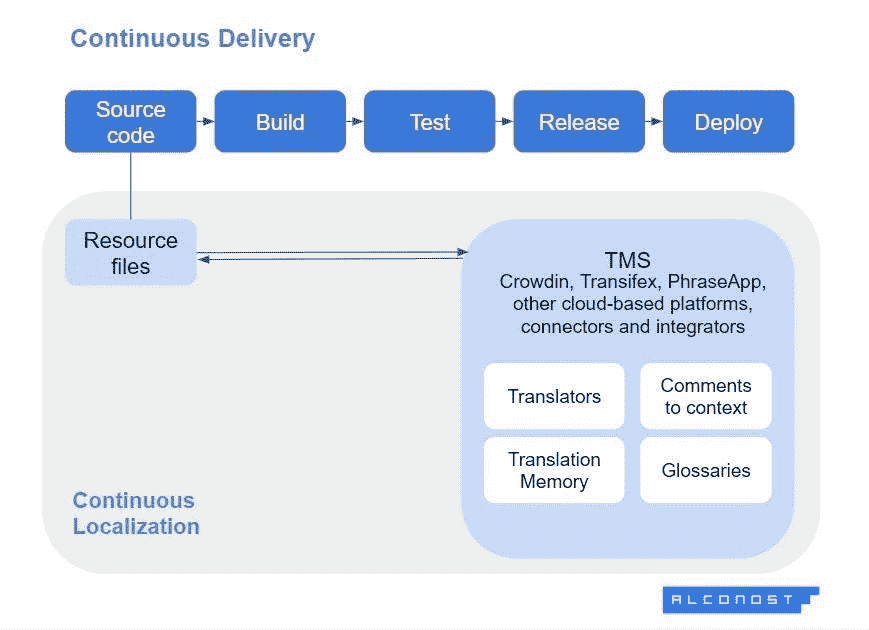 Continuous Delivery
Source
code
Build
Test
Release
Deploy
Resource
files
TMS
Crowdin, Transifex, PhraseApp,
other cloud-based platforms,
connectors and integrators
Translators
Comments
to context
Translation
Memory
Glossaries
Continuous
Localization
ALCONOST